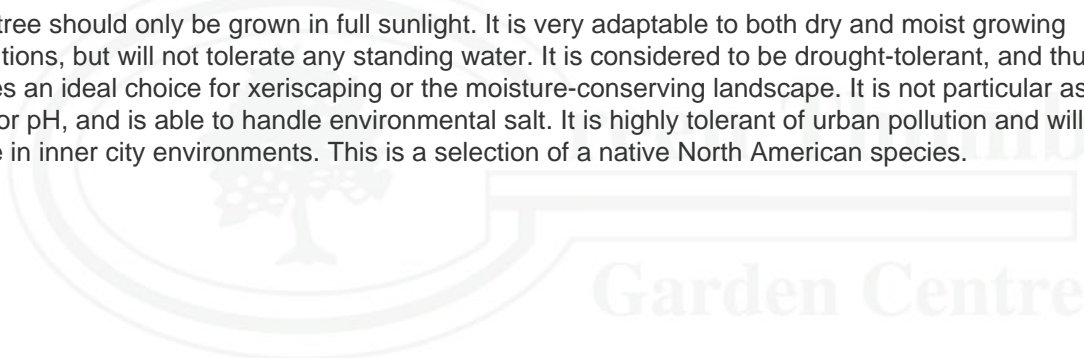 tree should only be grown in full sunlight. It is very adaptable to both dry and moist growing
tions, but will not tolerate any standing water. It is considered to be drought-tolerant, and thu
es an ideal choice for xeriscaping or the moisture-conserving landscape. It is not particular as
or pH, and is able to handle environmental salt. It is highly tolerant of urban pollution and will
e in inner city environments. This is a selection of a native North American species.
Garden Centre